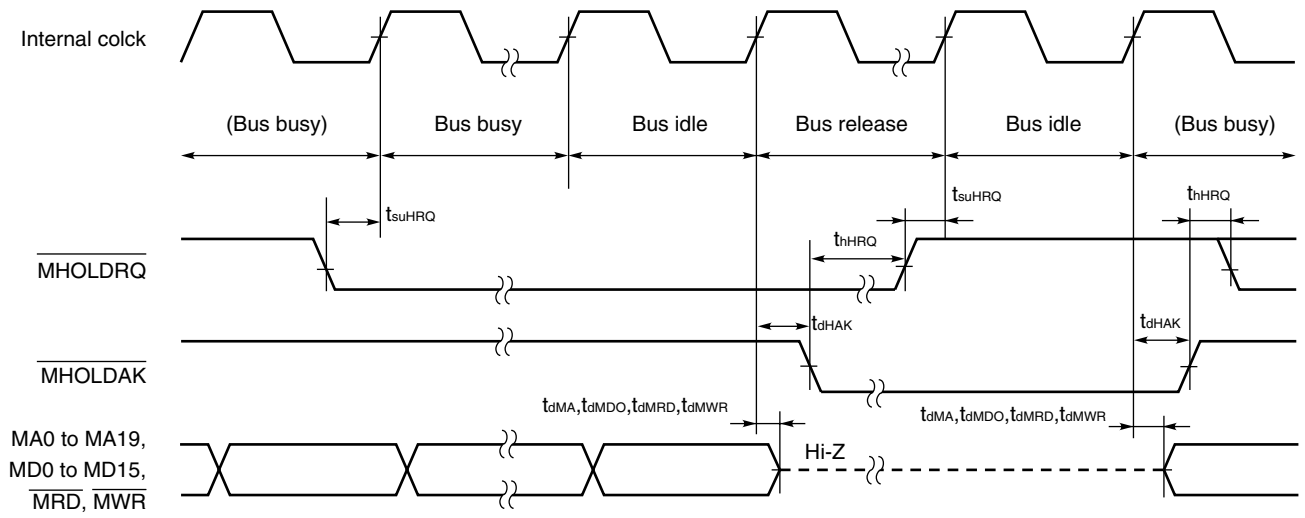 Internal colck
(Bus busy) Bus busy Bus idle Bus release Bus idle (Bus busy)
tsuHRQ tsuHRQ thHRQ
thHRQ
MHOLDRQ
tdHAK tdHAK
MHOLDAK
tdMA,tdMDO,tdMRD,tdMWR tdMA,tdMDO,tdMRD,tdMWR
MA0 to MA19,
Hi-Z
MD0 to MD15,
MRD, MWR